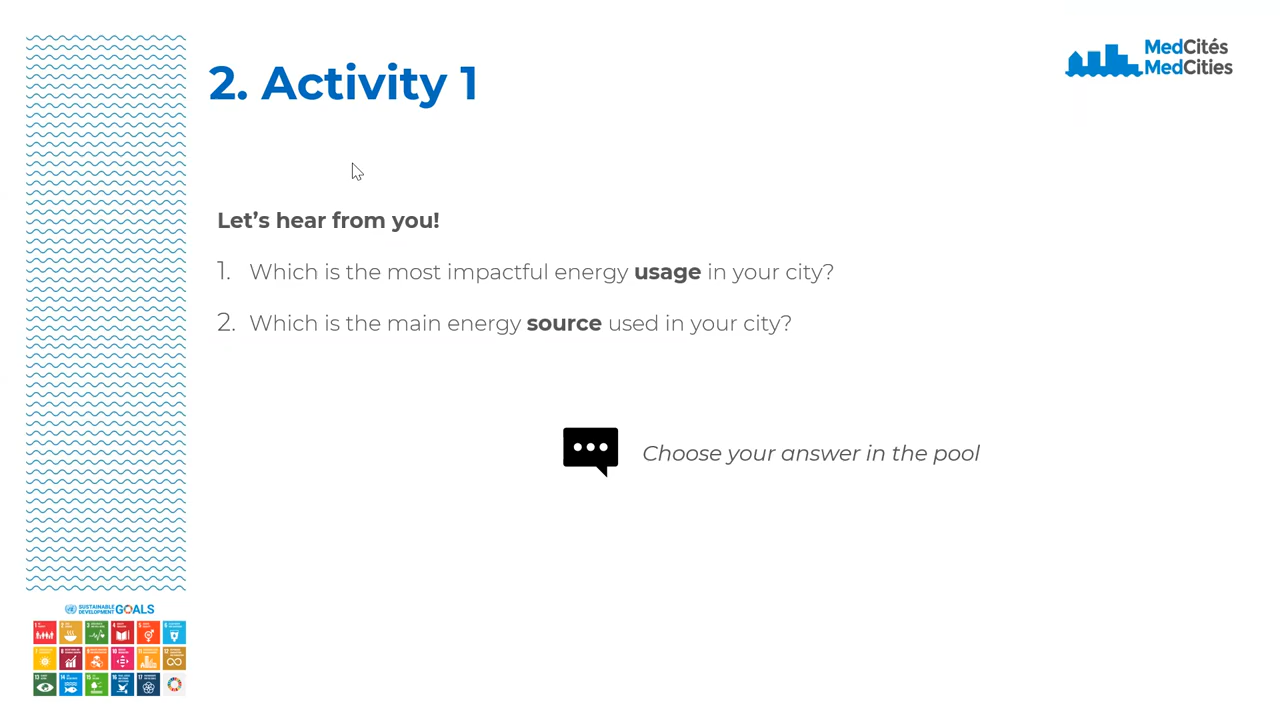 2. Activity 1
MedCités
MedCities
Let's hear from you!
1. Which is the most impactful energy usage in your city?
2. Which is the main energy source used in your city?
Choose your answer in the pool
SUSTAINABLE
DEVELOPMENT GOALS